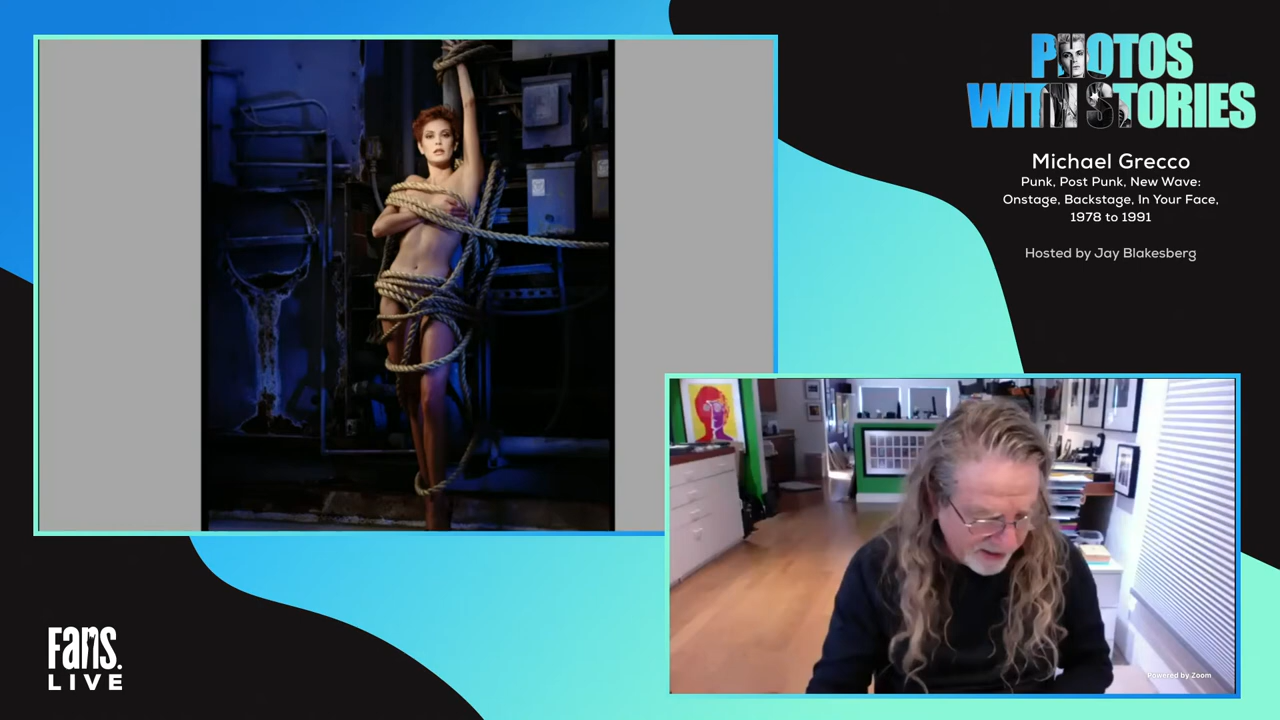 PHOTOS
WITH STORIES
Michael Grecco
Punk, Post Punk, New Wave:
Onstage, Backstage, In Your Face,
1978 to 1991
Hosted by Jay Blakesberg
Powered by Zoom
Fans.
LIVE